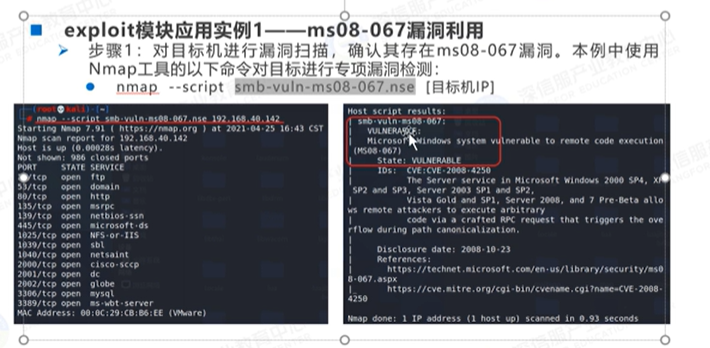 exploit模块应用实例1——ms08-067漏洞利用
步骤1：对目标机进行漏洞扫描，确认其存在ms08-067漏洞。本例中使用
Nmap工具的以下命令对目标进行专项漏洞检测：
nmap --script smb-vuln-ms08-067.nse [目标机IP]
(root💀kali)-[~]
# nmap --script smb-vuln-ms08-067.nse 192.168.40.142
Starting Nmap 7.91 ( https://nmap.org ) at 2021-04-25 16:43 CST
Nmap scan report for 192.168.40.142
Host is up (0.00028s latency).
Not shown: 986 closed ports
PORT STATE SERVICE
/tcp open ftp
53/tcp open domain
80/tcp open http
135/tcp open msrpc
139/tcp open netbios-ssn
445/tcp open microsoft-ds
1025/tcp open NFS-or-IIS
1039/tcp open sbl
1040/tcp open netsaint
2000/tcp open cisco-sccp
2001/tcp open dc
2002/tcp open globe
3306/tcp open mysql
3389/tcp open ms-wbt-server
MAC Address: 00:0C:29:CB:B6:EE (VMware)
Host script results:
| smb-vuln-ms08-067:
| VULNERABLE:
| Microsoft Windows system vulnerable to remote code execution
(MS08-067)
| State: VULNERABLE
| IDs: CVE:CVE-2008-4250
| The Server service in Microsoft Windows 2000 SP4, XP
SP2 and SP3, Server 2003 SP1 and SP2,
| Vista Gold and SP1, Server 2008, and 7 Pre-Beta allo
ws remote attackers to execute arbitrary
| code via a crafted RPC request that triggers the ove
rflow during path canonicalization.
|
| Disclosure date: 2008-10-23
| References:
| https://technet.microsoft.com/en-us/library/security/ms0
8-067.aspx
| https://cve.mitre.org/cgi-bin/cvename.cgi?name=CVE-2008-
4250
Nmap done: 1 IP address (1 host up) scanned in 0.93 seconds